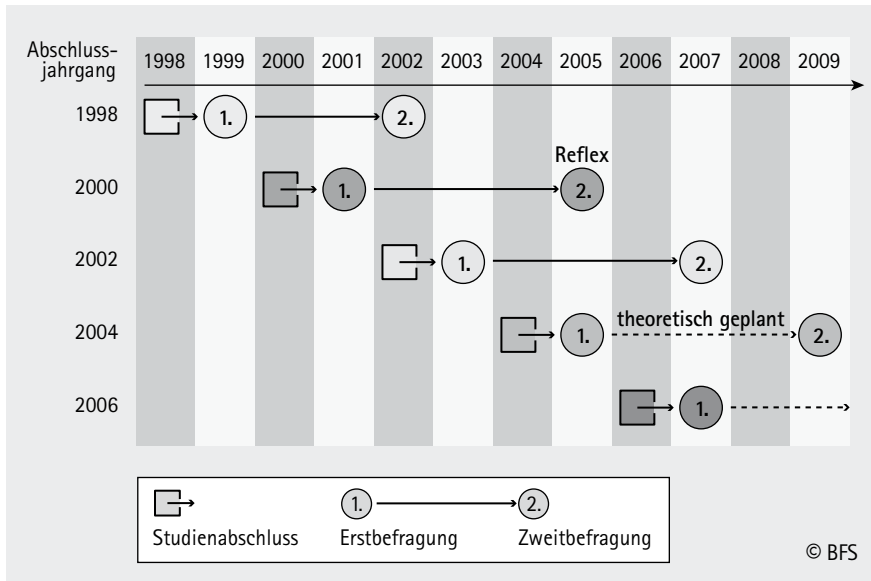 Abschluss-
jahrgang
1998 1999 2000 2001 2002 2003 2004 2005 2006 2007 2008 2009
1998 1. 2.
Reflex
2000 1. 2.
2002 1. 2.
theoretisch geplant
2004 1. 2.
2006 1.
1. 2.
Studienabschluss Erstbefragung Zweitbefragung
© BFS